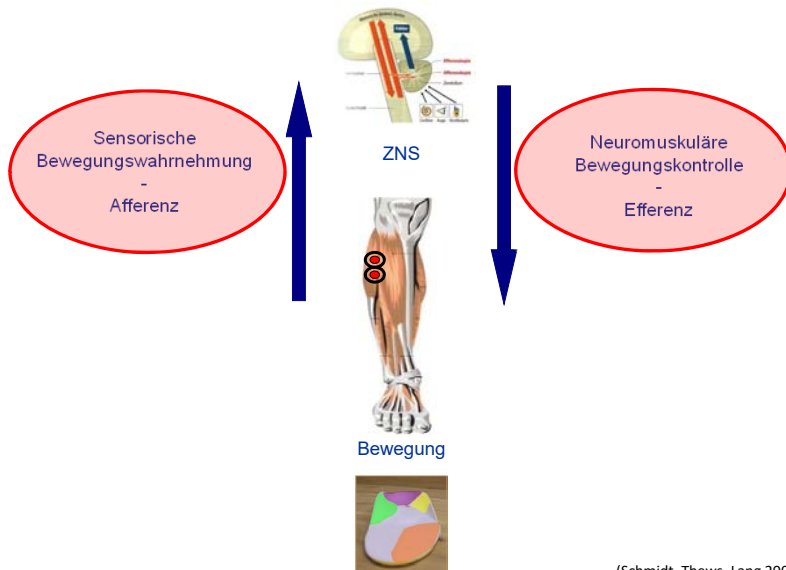 Sensorische
Bewegungswahrnehmung
-
Afferenz
ZNS
Neuromuskuläre
Bewegungskontrolle
-
Efferenz
Bewegung